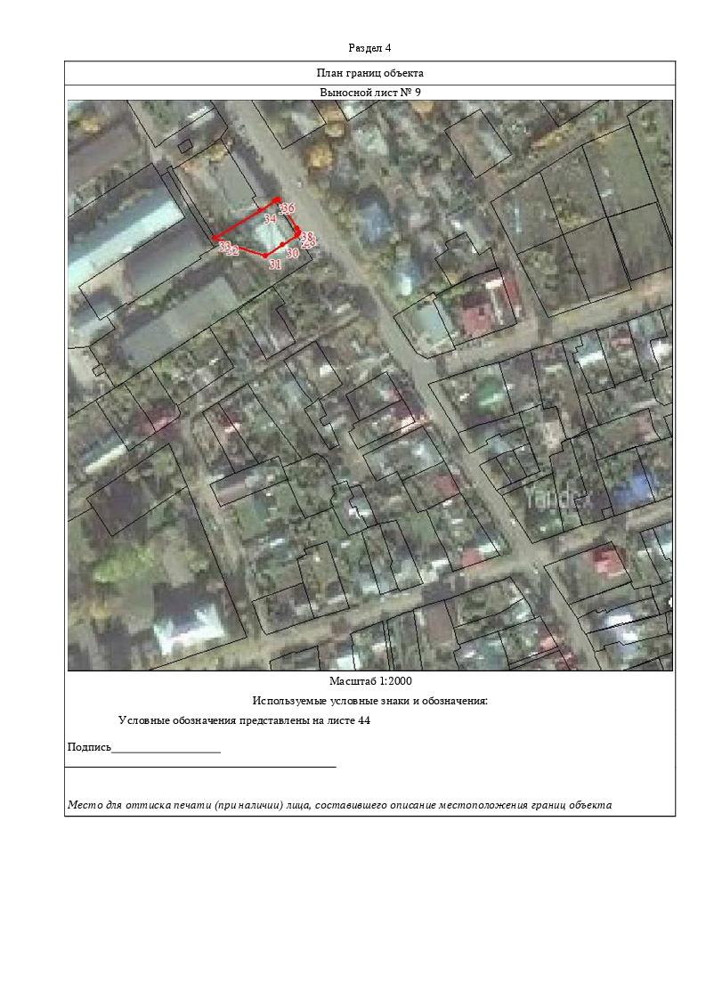 Раздел 4
План границ объекта
Выносной лист № 9
36
34
38
33
32
30
31
Yandex
Масштаб 1:2000
Используемые условные знаки и обозначения:
Условные обозначения представлены на листе 44
Подпись
Место для оттиска печати (при наличии) лица, составившего описание местоположения границ объекта